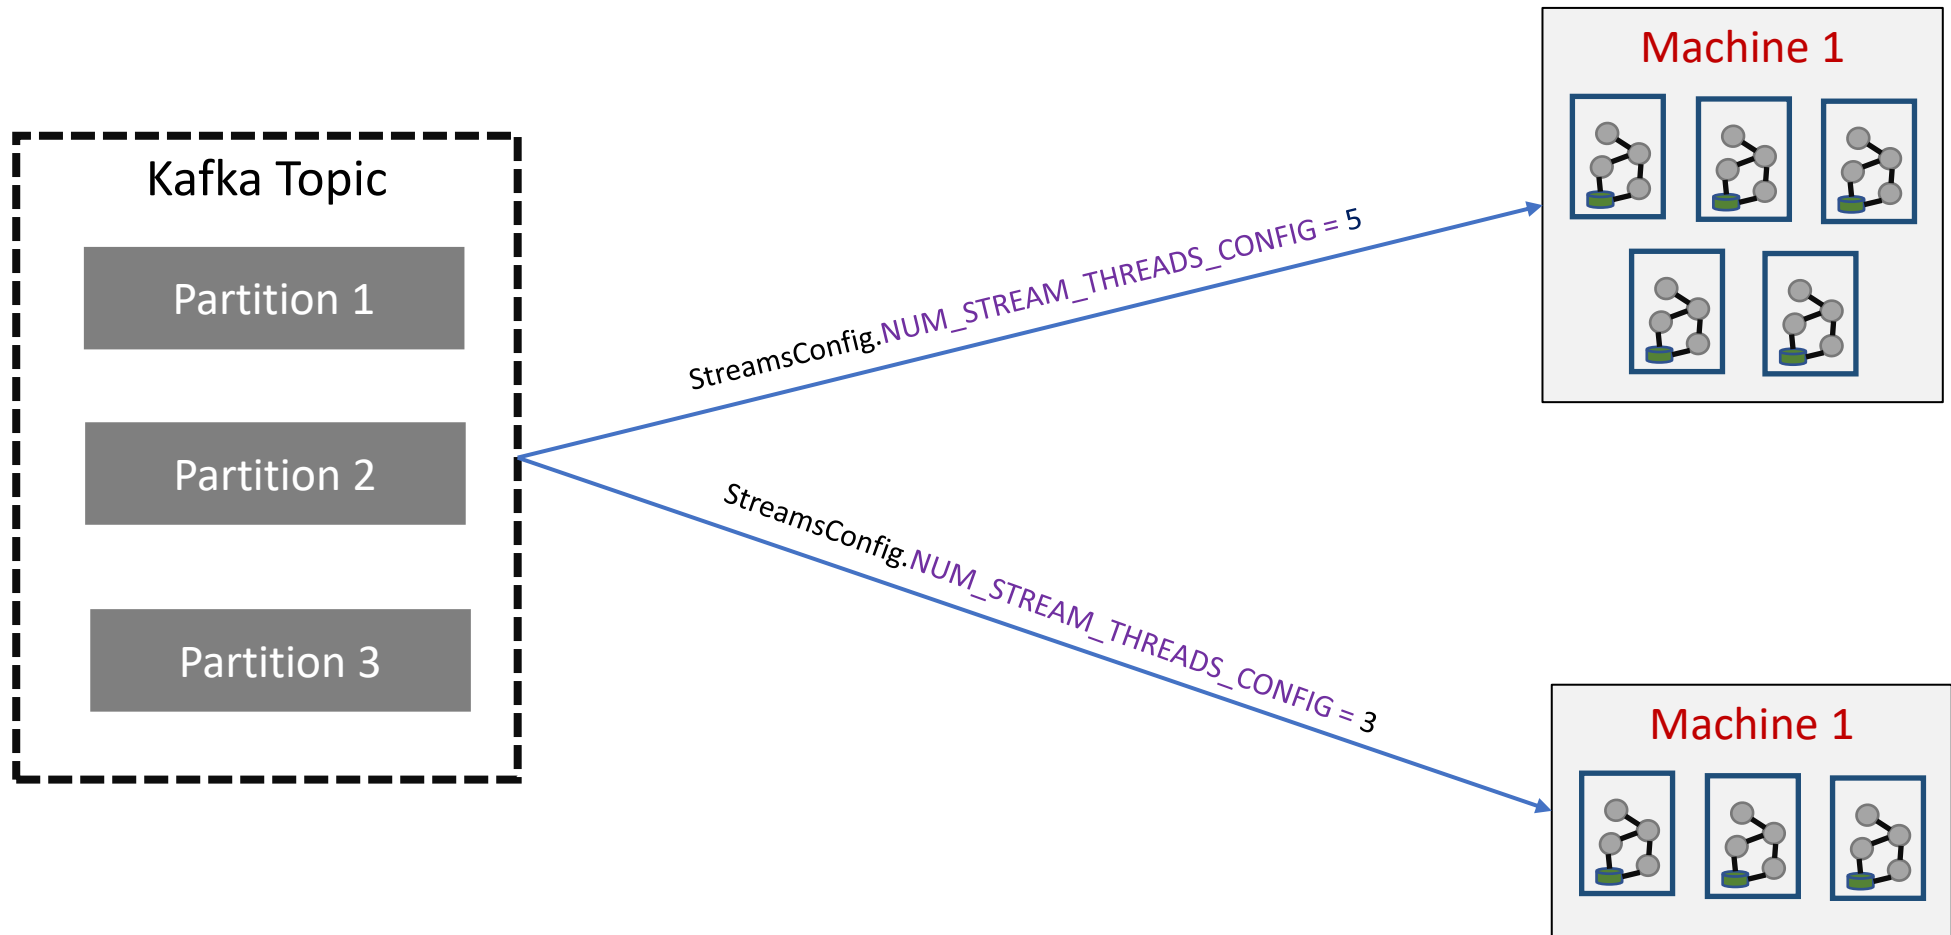 Kafka Topic
Partition 1
Partition 2
Partition 3
StreamsConfig.NUM_STREAM_THREADS_CONFIG = 5
StreamsConfig.NUM_STREAM_THREADS_CONFIG = 3
Machine 1
Machine 1